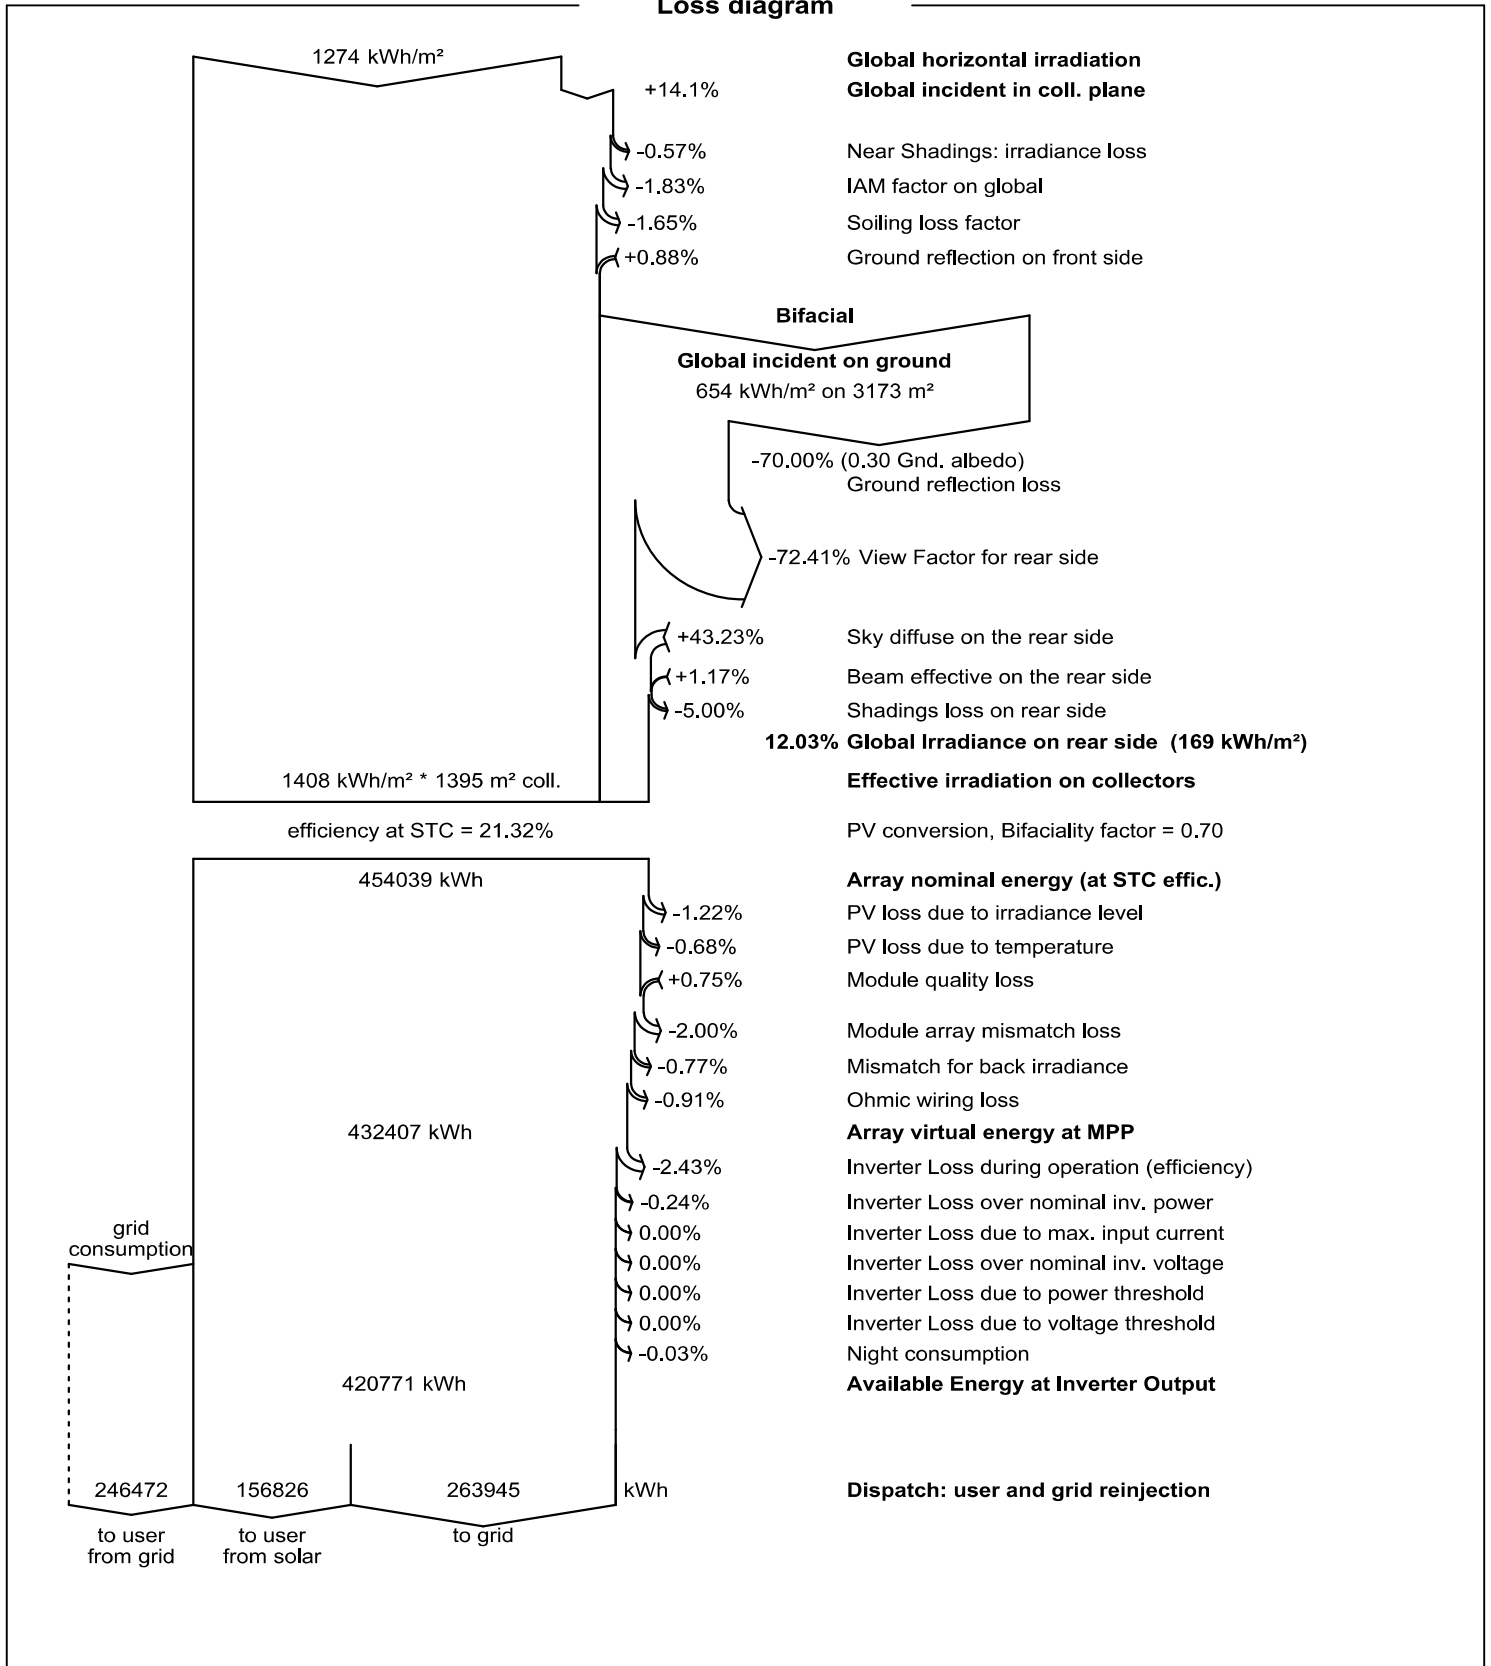 Loss diagram
1274 kWh/m²
Global horizontal irradiation
+14.1%
Global incident in coll. plane
-0.57%
Near Shadings: irradiance loss
-1.83%
IAM factor on global
-1.65%
Soiling loss factor
+0.88%
Ground reflection on front side
Bifacial
Global incident on ground
654 kWh/m² on 3173 m²
-70.00% (0.30 Gnd. albedo)
Ground reflection loss
-72.41% View Factor for rear side
+43.23%
Sky diffuse on the rear side
+1.17%
Beam effective on the rear side
-5.00%
Shadings loss on rear side
12.03% Global Irradiance on rear side (169 kWh/m²)
1408 kWh/m² * 1395 m² coll.
Effective irradiation on collectors
efficiency at STC = 21.32%
PV conversion, Bifaciality factor = 0.70
454039 kWh
Array nominal energy (at STC effic.)
-1.22%
PV loss due to irradiance level
-0.68%
PV loss due to temperature
+0.75%
Module quality loss
-2.00%
Module array mismatch loss
-0.77%
Mismatch for back irradiance
-0.91%
Ohmic wiring loss
432407 kWh
Array virtual energy at MPP
-2.43%
Inverter Loss during operation (efficiency)
-0.24%
Inverter Loss over nominal inv. power
0.00%
Inverter Loss due to max. input current
0.00%
Inverter Loss over nominal inv. voltage
0.00%
Inverter Loss due to power threshold
0.00%
Inverter Loss due to voltage threshold
-0.03%
Night consumption
grid
consumption
420771 kWh
Available Energy at Inverter Output
246472
156826
263945
kWh
Dispatch: user and grid reinjection
to user
from grid
to user
from solar
to grid